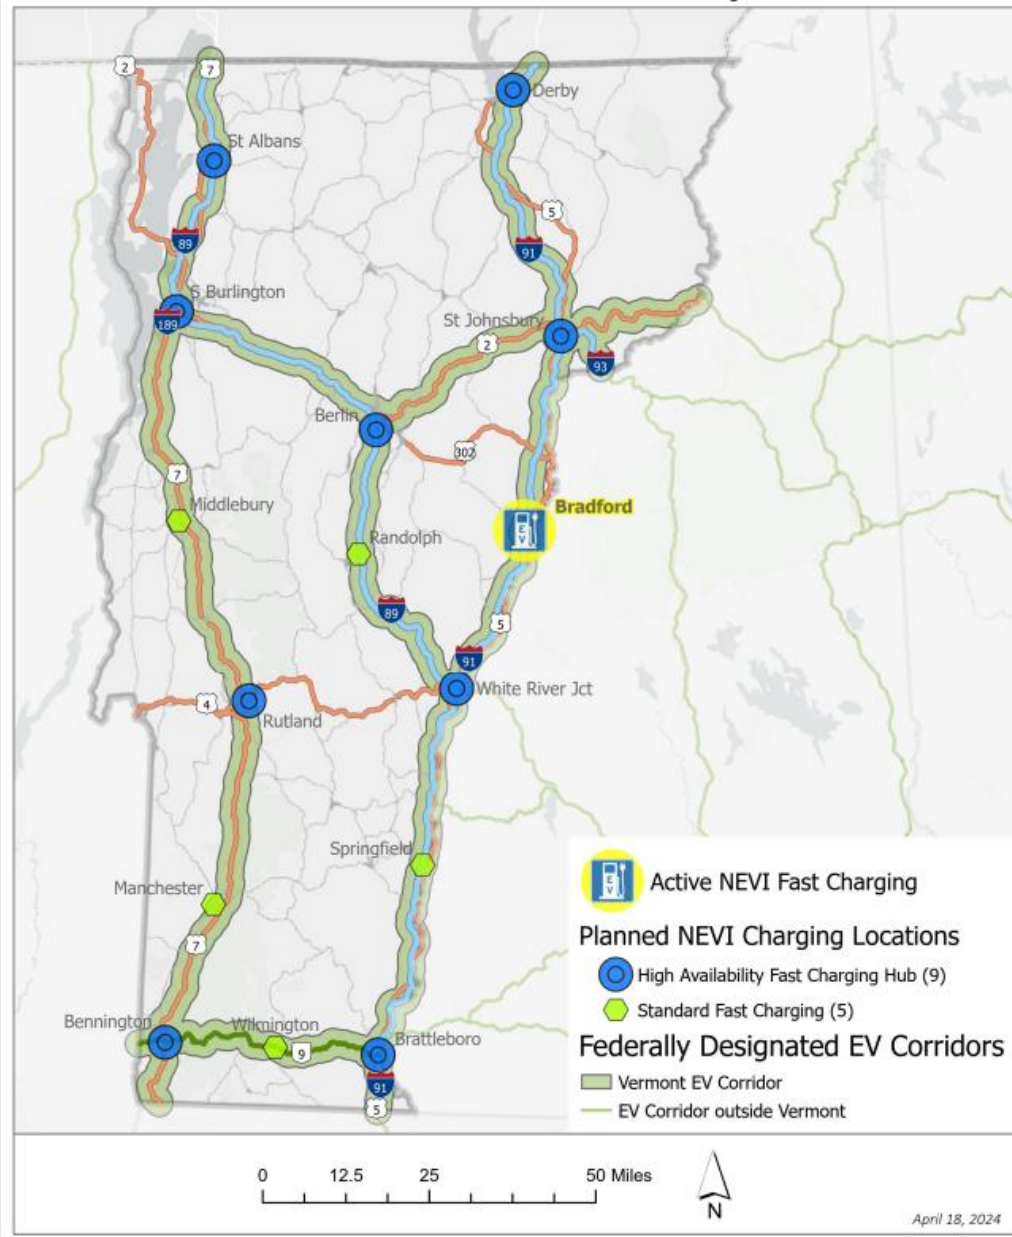 2
7
Derby
St Albans
5
89
91
S Burlington
189
St Johnsbury
2
93
Berlin
302
7
Middlebury
Bradford
EV
Randolph
89
5
91
White River Jct
4
Rutland
Springfield
Manchester
7
Bennington
Wilmington
9
Brattleboro
91
5
EV Active NEVI Fast Charging
Planned NEVI Charging Locations
High Availability Fast Charging Hub (9)
Standard Fast Charging (5)
Federally Designated EV Corridors
Vermont EV Corridor
EV Corridor outside Vermont
0 12.5 25 50 Miles
N
April 18, 2024